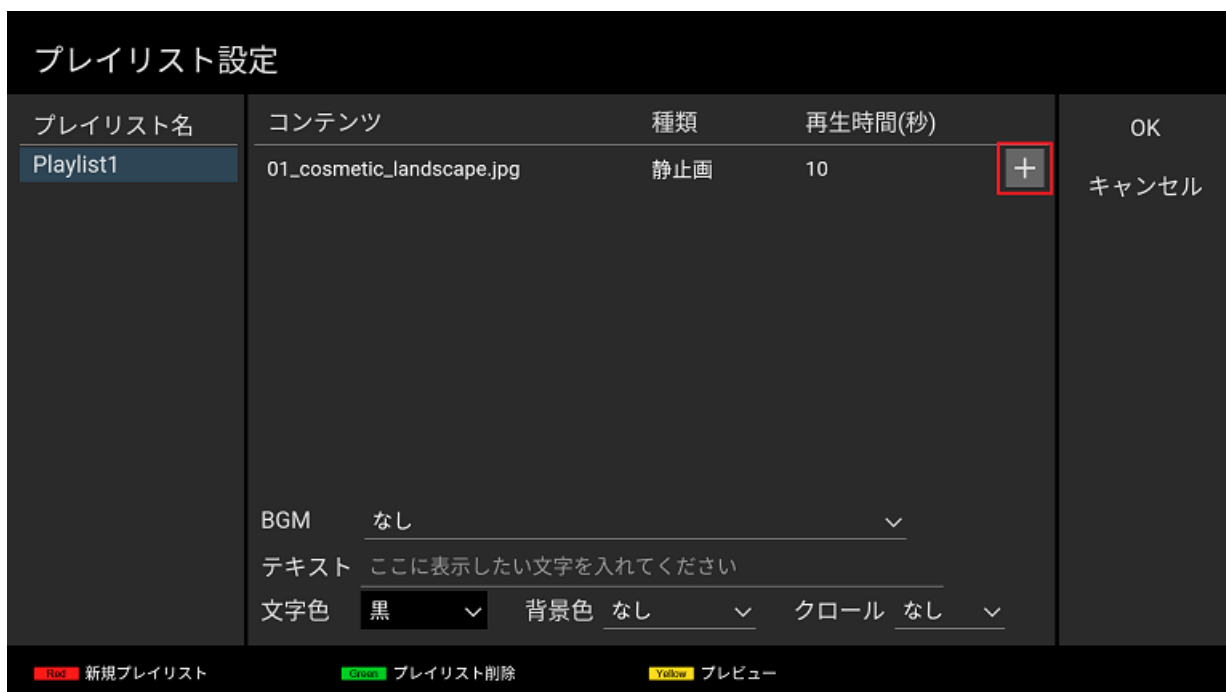 プレイリスト設定
プレイリスト名
Playlist1
コンテンツ 種類 再生時間(秒)
01_cosmetic_landscape.jpg 静止画 10 +
OK
キャンセル
BGM なし
テキスト ここに表示したい文字を入れてください
文字色 黒 背景色 なし クロール なし
Red 新規プレイリスト Green プレイリスト削除 Yellow プレビュー